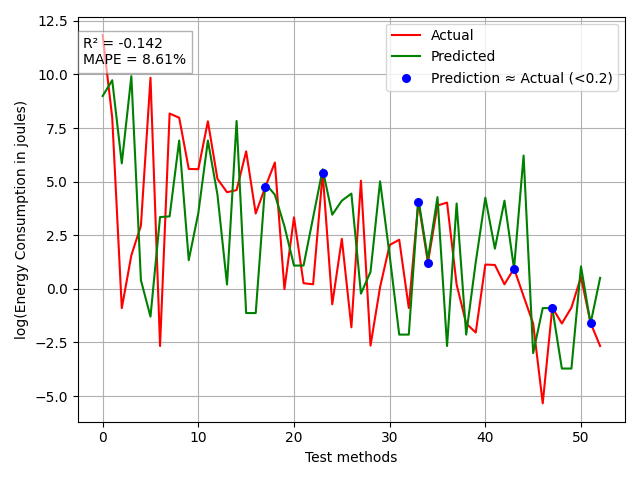 R² = -0.142
MAPE = 8.61%
Actual
Predicted
Prediction ≈ Actual (<0.2)
log(Energy Consumption in joules)
12.5
10.0
7.5
5.0
2.5
0.0
−2.5
−5.0
0
10
20
30
40
50
Test methods